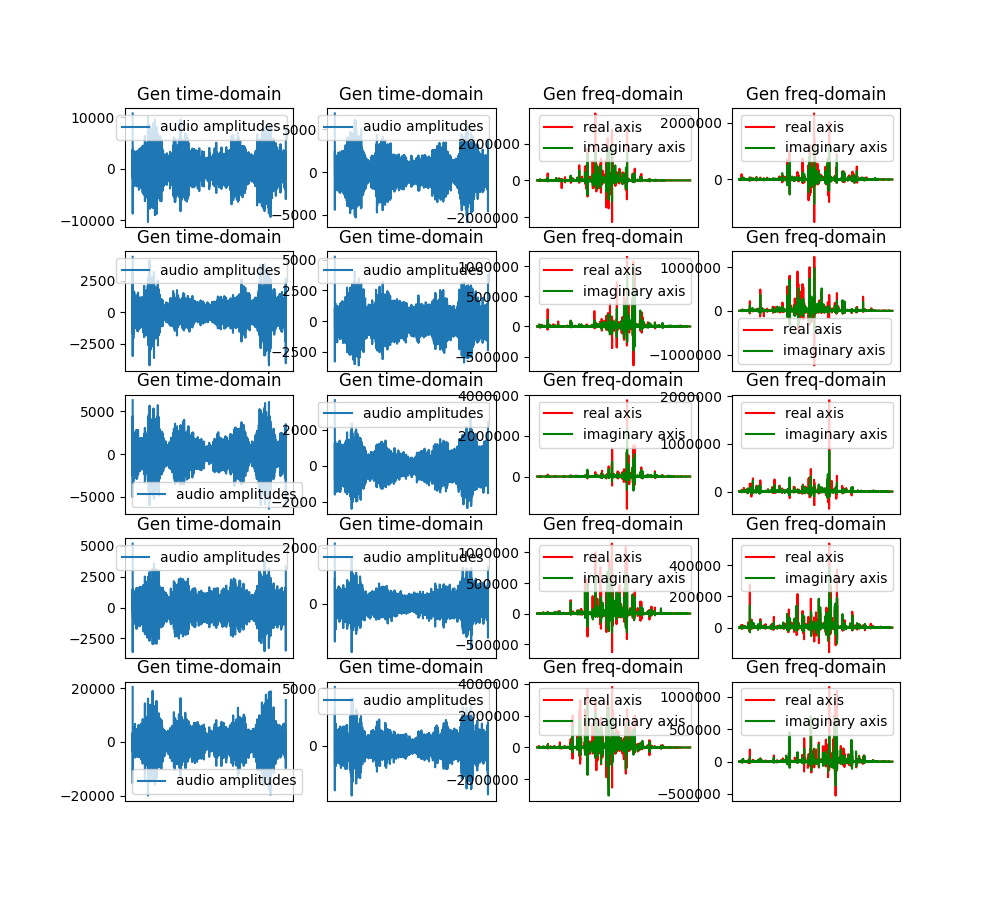 Gen time-domain Gen time-domain Gen freq-domain Gen freq-domain
10000
0
−10000
audio amplitudes
5000
0
−5000
audio amplitudes
2000000
0
−2000000
real axis
imaginary axis
2000000
0
real axis
imaginary axis
Gen time-domain Gen time-domain Gen freq-domain Gen freq-domain
2500
0
−2500
audio amplitudes
5000
2500
0
−2500
audio amplitudes
1000000
500000
0
−500000
real axis
imaginary axis
1000000
0
−1000000
real axis
imaginary axis
Gen time-domain Gen time-domain Gen freq-domain Gen freq-domain
5000
0
−5000
audio amplitudes
2000
0
−2000
audio amplitudes
4000000
2000000
0
real axis
imaginary axis
2000000
1000000
0
real axis
imaginary axis
Gen time-domain Gen time-domain Gen freq-domain Gen freq-domain
5000
2500
0
−2500
audio amplitudes
2000
0
audio amplitudes
1000000
500000
0
−500000
real axis
imaginary axis
400000
200000
0
real axis
imaginary axis
Gen time-domain Gen time-domain Gen freq-domain Gen freq-domain
20000
0
−20000
audio amplitudes
5000
0
audio amplitudes
4000000
2000000
0
−2000000
real axis
imaginary axis
1000000
500000
0
−500000
real axis
imaginary axis